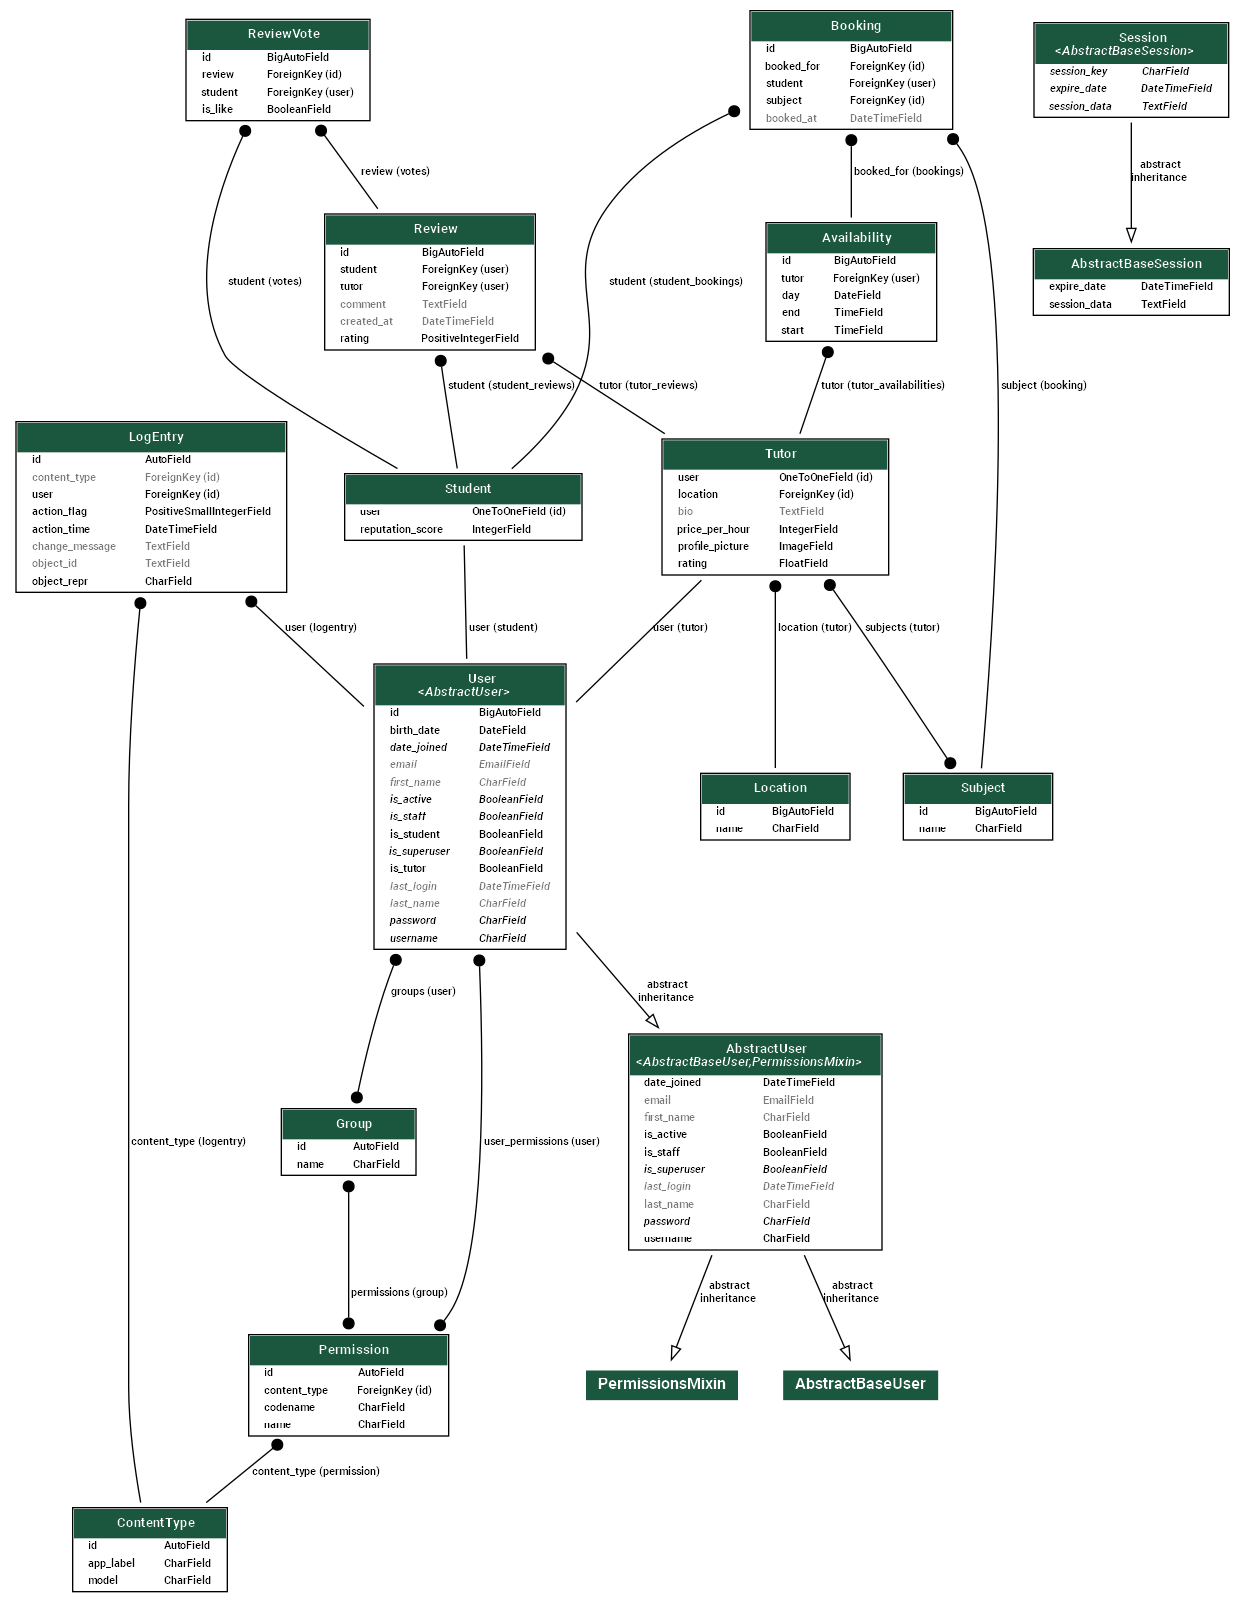 ReviewVote
id BigAutoField
review ForeignKey (id)
student ForeignKey (user)
is_like BooleanField
Booking
id BigAutoField
booked_for ForeignKey (id)
student ForeignKey (user)
subject ForeignKey (id)
booked_at DateTimeField
Session
<AbstractBaseSession>
session_key CharField
expire_date DateTimeField
session_data TextField
review (votes)
booked_for (bookings)
abstract
inheritance
Review
id BigAutoField
student ForeignKey (user)
tutor ForeignKey (user)
comment TextField
created_at DateTimeField
rating PositiveIntegerField
student (votes)
student (student_bookings)
Availability
id BigAutoField
tutor ForeignKey (user)
day DateField
end TimeField
start TimeField
AbstractBaseSession
expire_date DateTimeField
session_data TextField
student (student_reviews)
tutor (tutor_reviews)
tutor (tutor_availabilities)
subject (booking)
LogEntry
id AutoField
content_type ForeignKey (id)
user ForeignKey (id)
action_flag PositiveSmallIntegerField
action_time DateTimeField
change_message TextField
object_id TextField
object_repr CharField
Student
user OneToOneField (id)
reputation_score IntegerField
Tutor
user OneToOneField (id)
location ForeignKey (id)
bio TextField
price_per_hour IntegerField
profile_picture ImageField
rating FloatField
user (logentry)
user (student)
user (tutor)
location (tutor)
subjects (tutor)
User
<AbstractUser>
id BigAutoField
birth_date DateField
date_joined DateTimeField
email EmailField
first_name CharField
is_active BooleanField
is_staff BooleanField
is_student BooleanField
is_superuser BooleanField
is_tutor BooleanField
last_login DateTimeField
last_name CharField
password CharField
username CharField
Location
id BigAutoField
name CharField
Subject
id BigAutoField
name CharField
groups (user)
abstract
inheritance
AbstractUser
<AbstractBaseUser,PermissionsMixin>
date_joined DateTimeField
email EmailField
first_name CharField
is_active BooleanField
is_staff BooleanField
is_superuser BooleanField
last_login DateTimeField
last_name CharField
password CharField
username CharField
Group
id AutoField
name CharField
content_type (logentry)
user_permissions (user)
permissions (group)
abstract
inheritance
abstract
inheritance
Permission
id AutoField
content_type ForeignKey (id)
codename CharField
name CharField
PermissionsMixin
AbstractBaseUser
content_type (permission)
ContentType
id AutoField
app_label CharField
model CharField